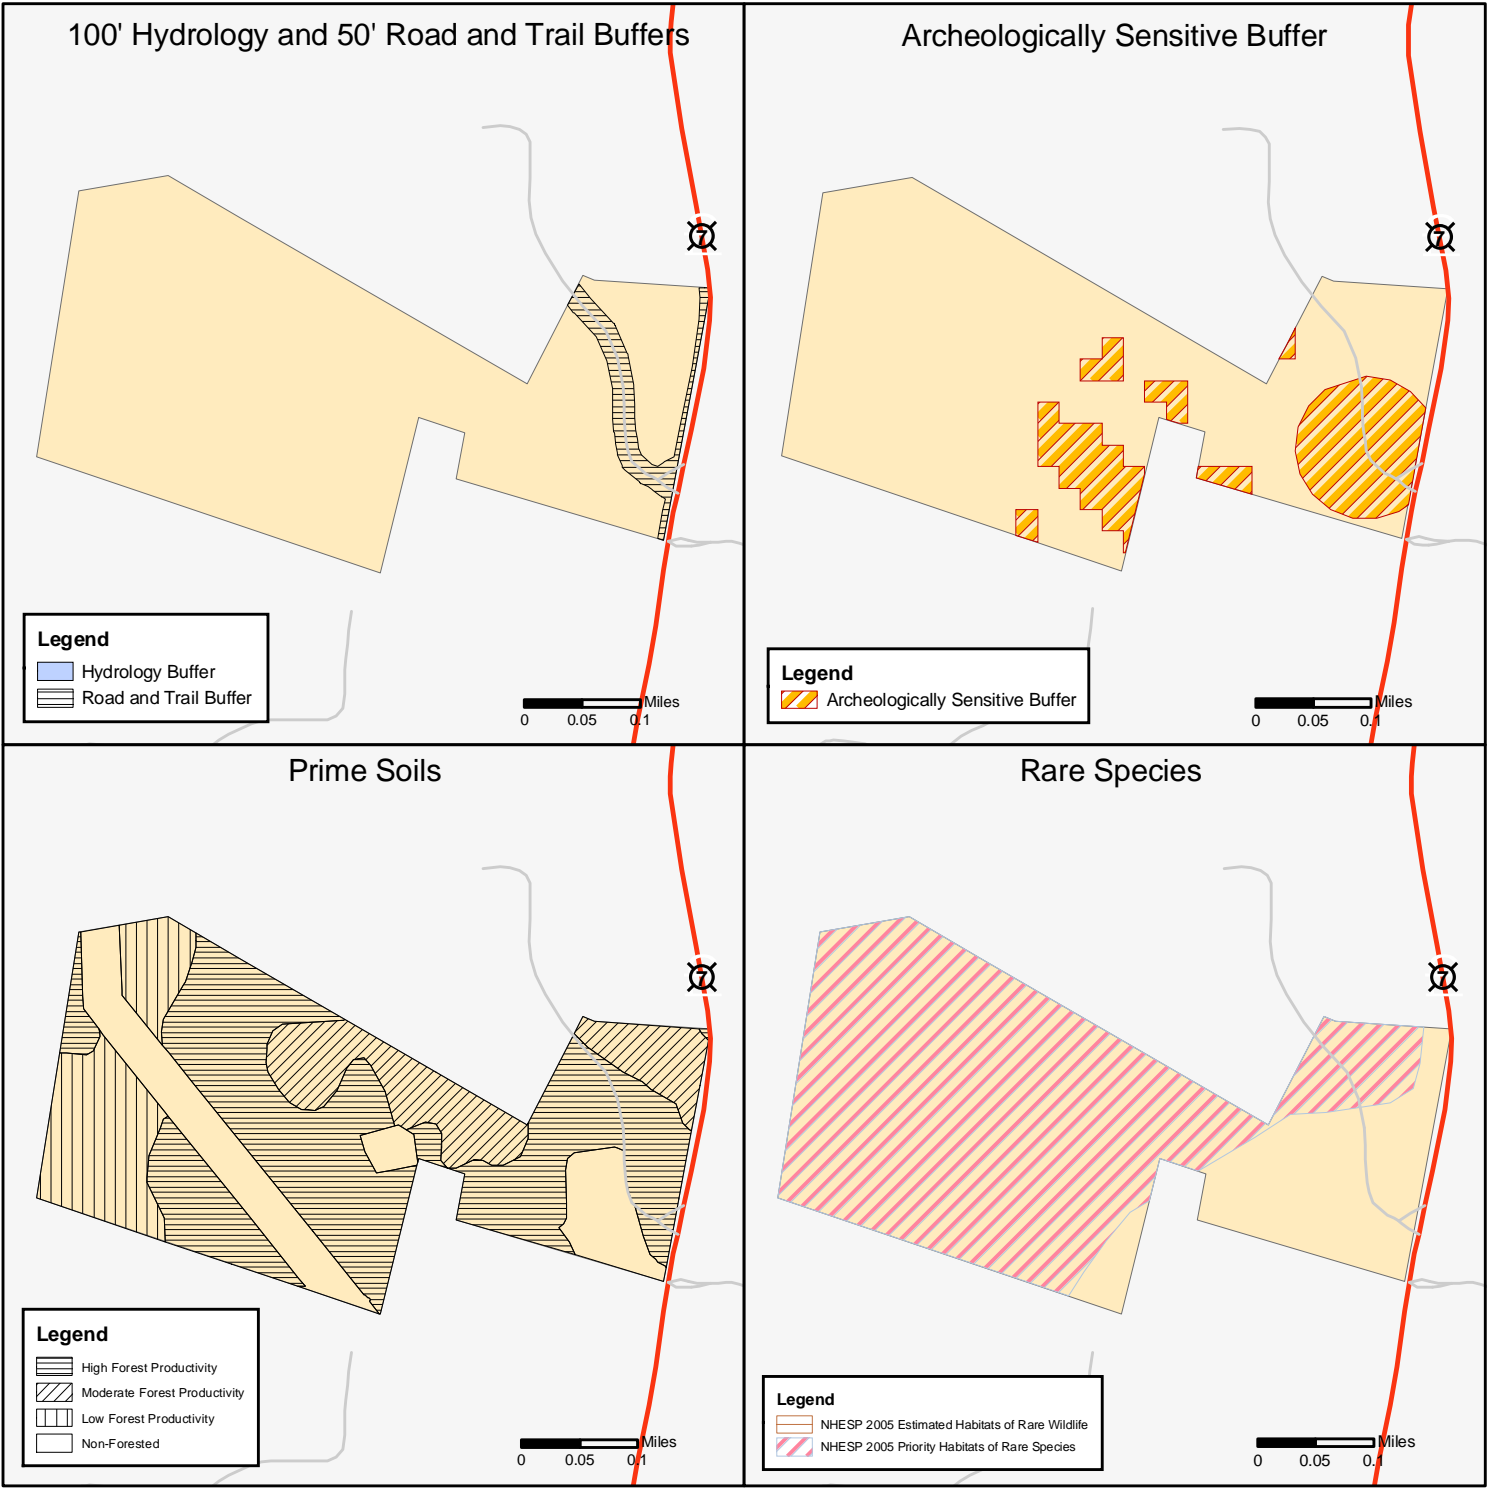 100' Hydrology and 50' Road and Trail Buffers
7
Legend
Hydrology Buffer
Road and Trail Buffer
Miles
0 0.05 0.1
Archeologically Sensitive Buffer
7
Legend
Archeologically Sensitive Buffer
Miles
0 0.05 0.1
Prime Soils
7
Legend
High Forest Productivity
Moderate Forest Productivity
Low Forest Productivity
Non-Forested
Miles
0 0.05 0.1
Rare Species
7
Legend
NHESP 2005 Estimated Habitats of Rare Wildlife
NHESP 2005 Priority Habitats of Rare Species
Miles
0 0.05 0.1